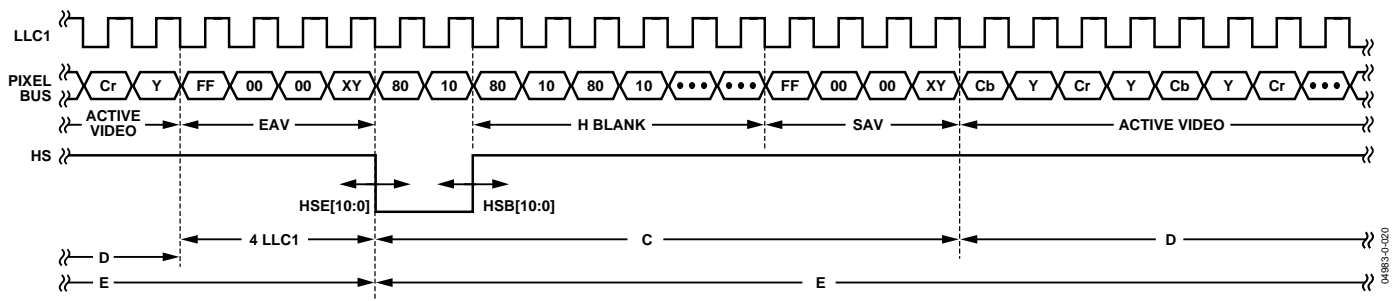 LLC1
PIXEL BUS Cr Y FF 00 00 XY 80 10 80 10 80 10 ••• ••• FF 00 00 XY Cb Y Cr Y Cb Y Cr •••
ACTIVE VIDEO EAV H BLANK SAV ACTIVE VIDEO
HS
HSE[10:0] HSB[10:0]
4 LLC1 C D
D
E E
04983-0-020